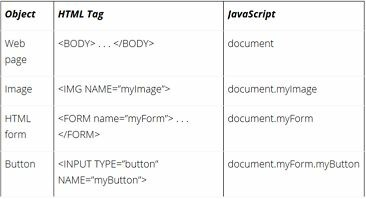 Object HTML Tag JavaScript
Web page <BODY> . . . </BODY> document
Image <IMG NAME="myImage"> document.myImage
HTML form <FORM name="myForm"> . . . </FORM> document.myForm
Button <INPUT TYPE="button" NAME="myButton"> document.myForm.myButton